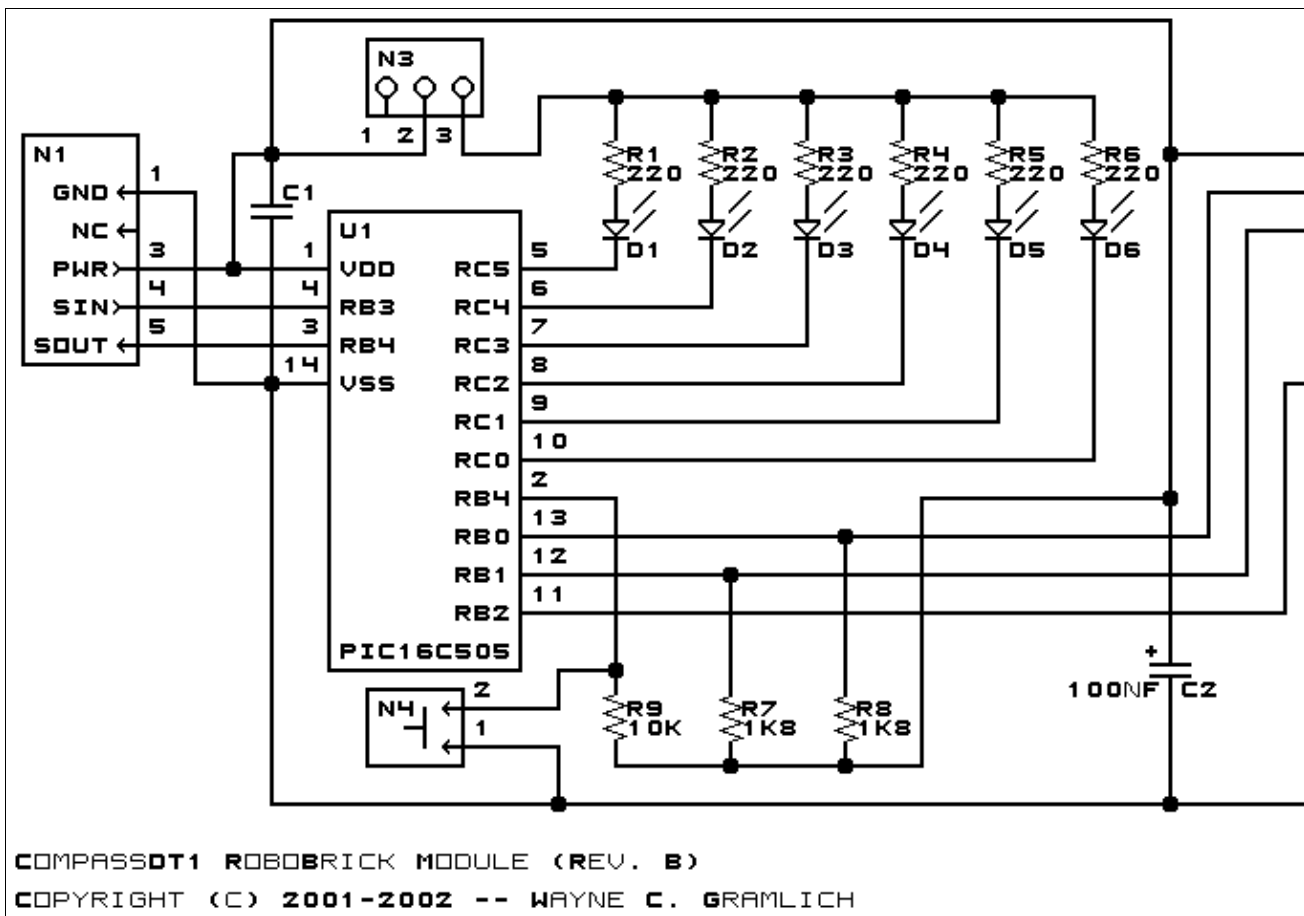 N3
1 2 3
N1
1
GND
NC
3
PWR
4
SIN
5
SOUT
C1
U1
1
VDD
4
RB3
3
RB4
14
VSS
RC5
5
RC4
6
RC3
7
RC2
8
RC1
9
RC0
10
RB4
2
RB0
13
RB1
12
RB2
11
PIC16C505
R1
220
R2
220
R3
220
R4
220
R5
220
R6
220
D1
D2
D3
D4
D5
D6
N4
2
1
R9
10K
R7
1K8
R8
1K8
+
100NF C2
COMPASSDT1 ROBOBRICK MODULE (REV. B)
COPYRIGHT (C) 2001-2002 -- WAYNE C. GRAMLICH